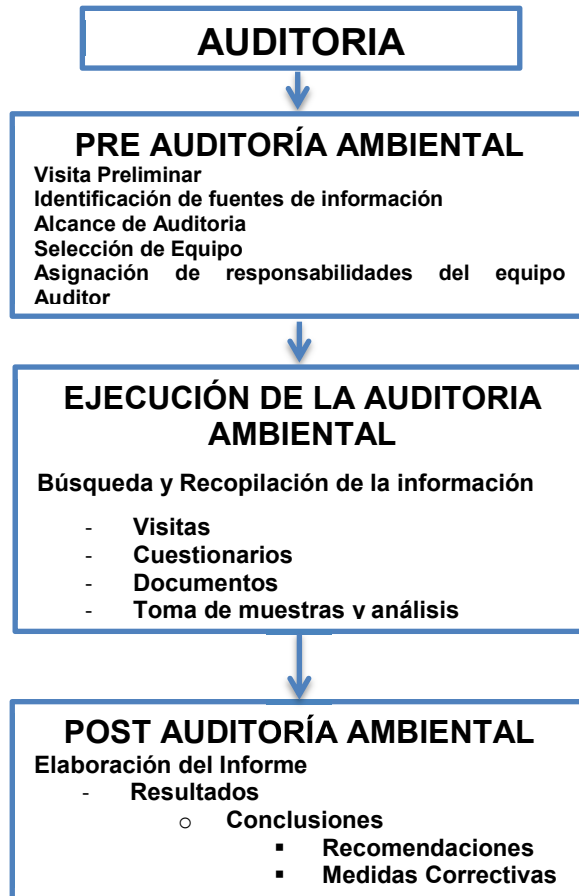 AUDITORIA
PRE AUDITORÍA AMBIENTAL
Visita Preliminar
Identificación de fuentes de información
Alcance de Auditoria
Selección de Equipo
Asignación de responsabilidades del equipo
Auditor
EJECUCIÓN DE LA AUDITORIA
AMBIENTAL
Búsqueda y Recopilación de la información
- Visitas
- Cuestionarios
- Documentos
- Toma de muestras y análisis
POST AUDITORÍA AMBIENTAL
Elaboración del Informe
- Resultados
o Conclusiones
▪ Recomendaciones
▪ Medidas Correctivas